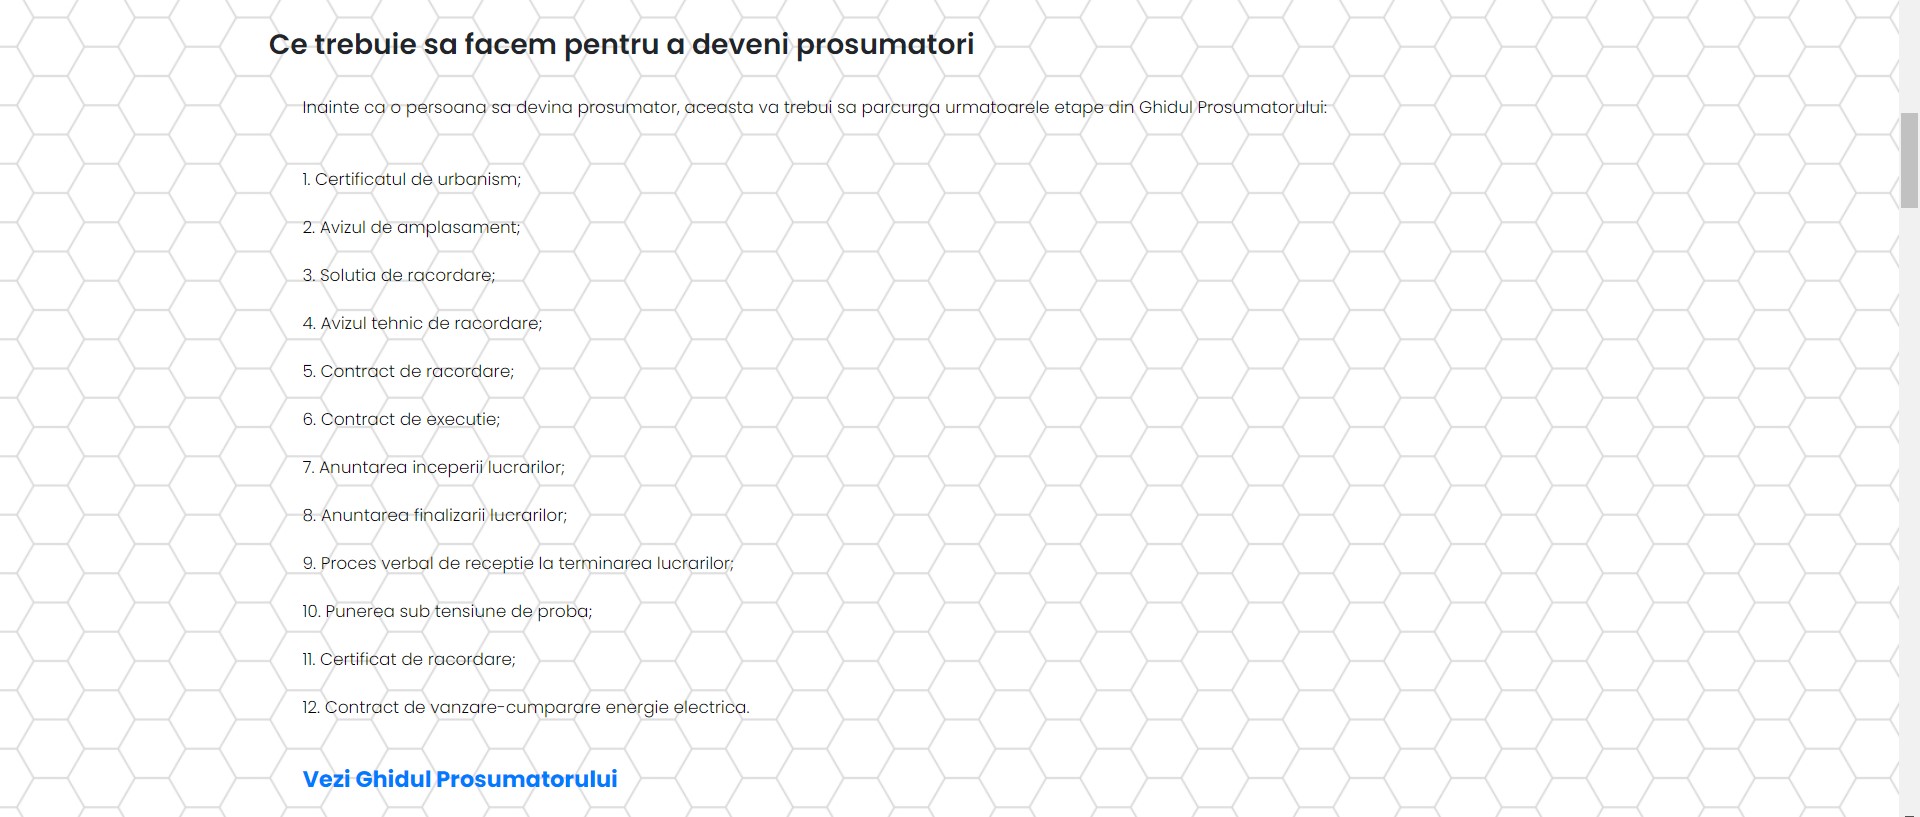 Ce trebuie sa facem pentru a deveni prosumatori
Inainte ca o persoana sa devina prosumator, aceasta va trebui sa parcurga urmatoarele etape din Ghidul Prosumatorului:
1. Certificatul de urbanism;
2. Avizul de amplasament;
3. Solutia de racordare;
4. Avizul tehnic de racordare;
5. Contract de racordare;
6. Contract de executie;
7. Anuntarea inceperii lucrarilor;
8. Anuntarea finalizarii lucrarilor;
9. Proces verbal de receptie la terminarea lucrarilor;
10. Punerea sub tensiune de proba;
11. Certificat de racordare;
12. Contract de vanzare-cumparare energie electrica.
Vezi Ghidul Prosumatorului